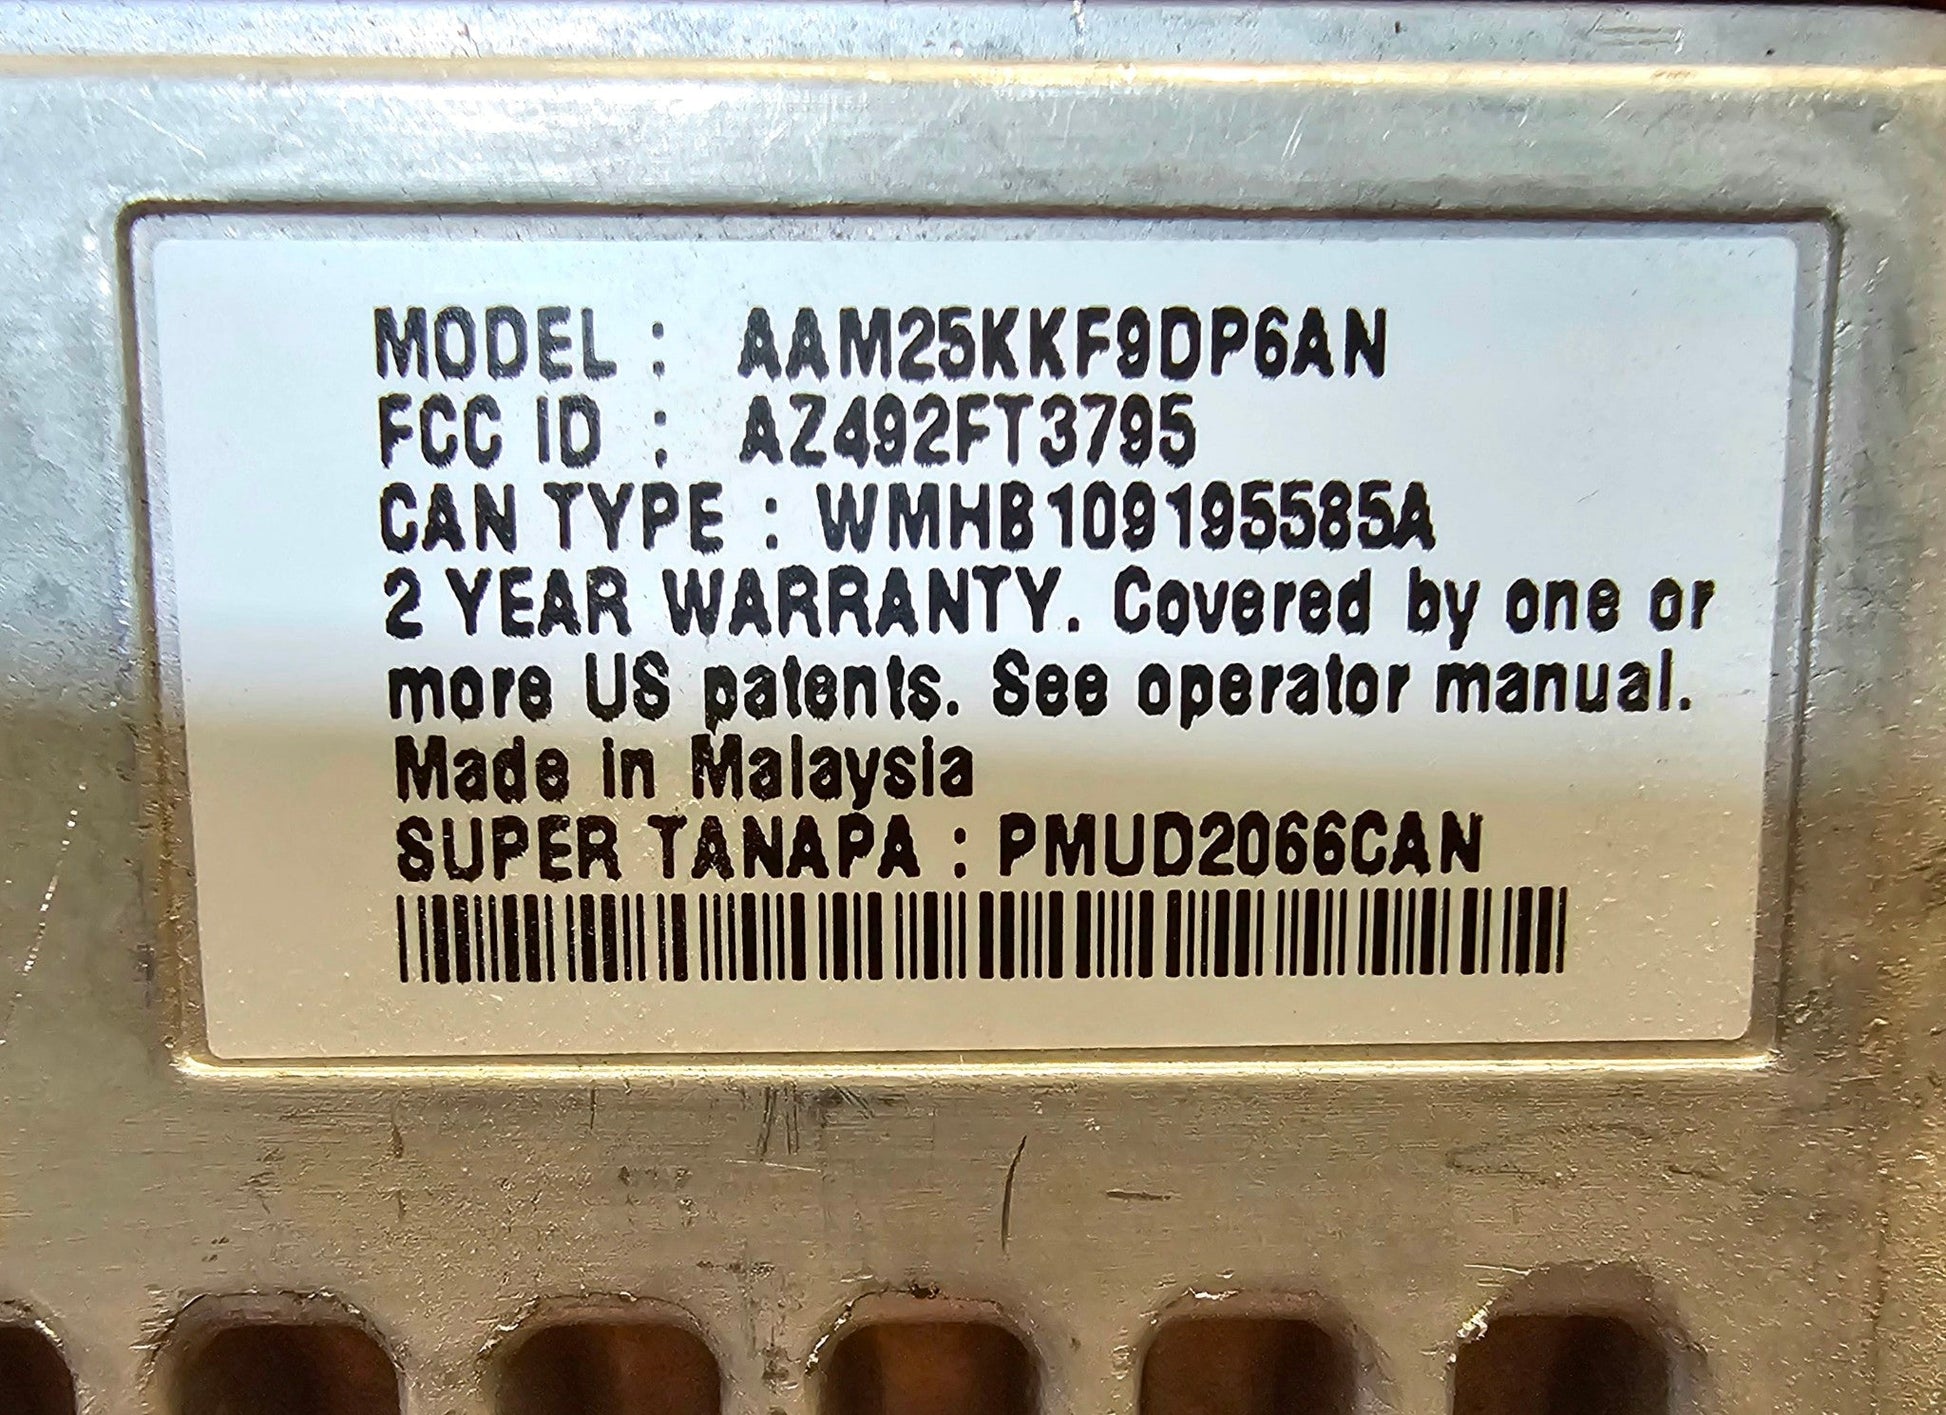 MODEL : AAM25KKF9DP6AN
FCC ID : AZ492FT3795
CAN TYPE : WMHB109195585A
2 YEAR WARRANTY. Covered by one or
more US patents. See operator manual.
Made in Malaysia
SUPER TANAPA : PMUD2066CAN